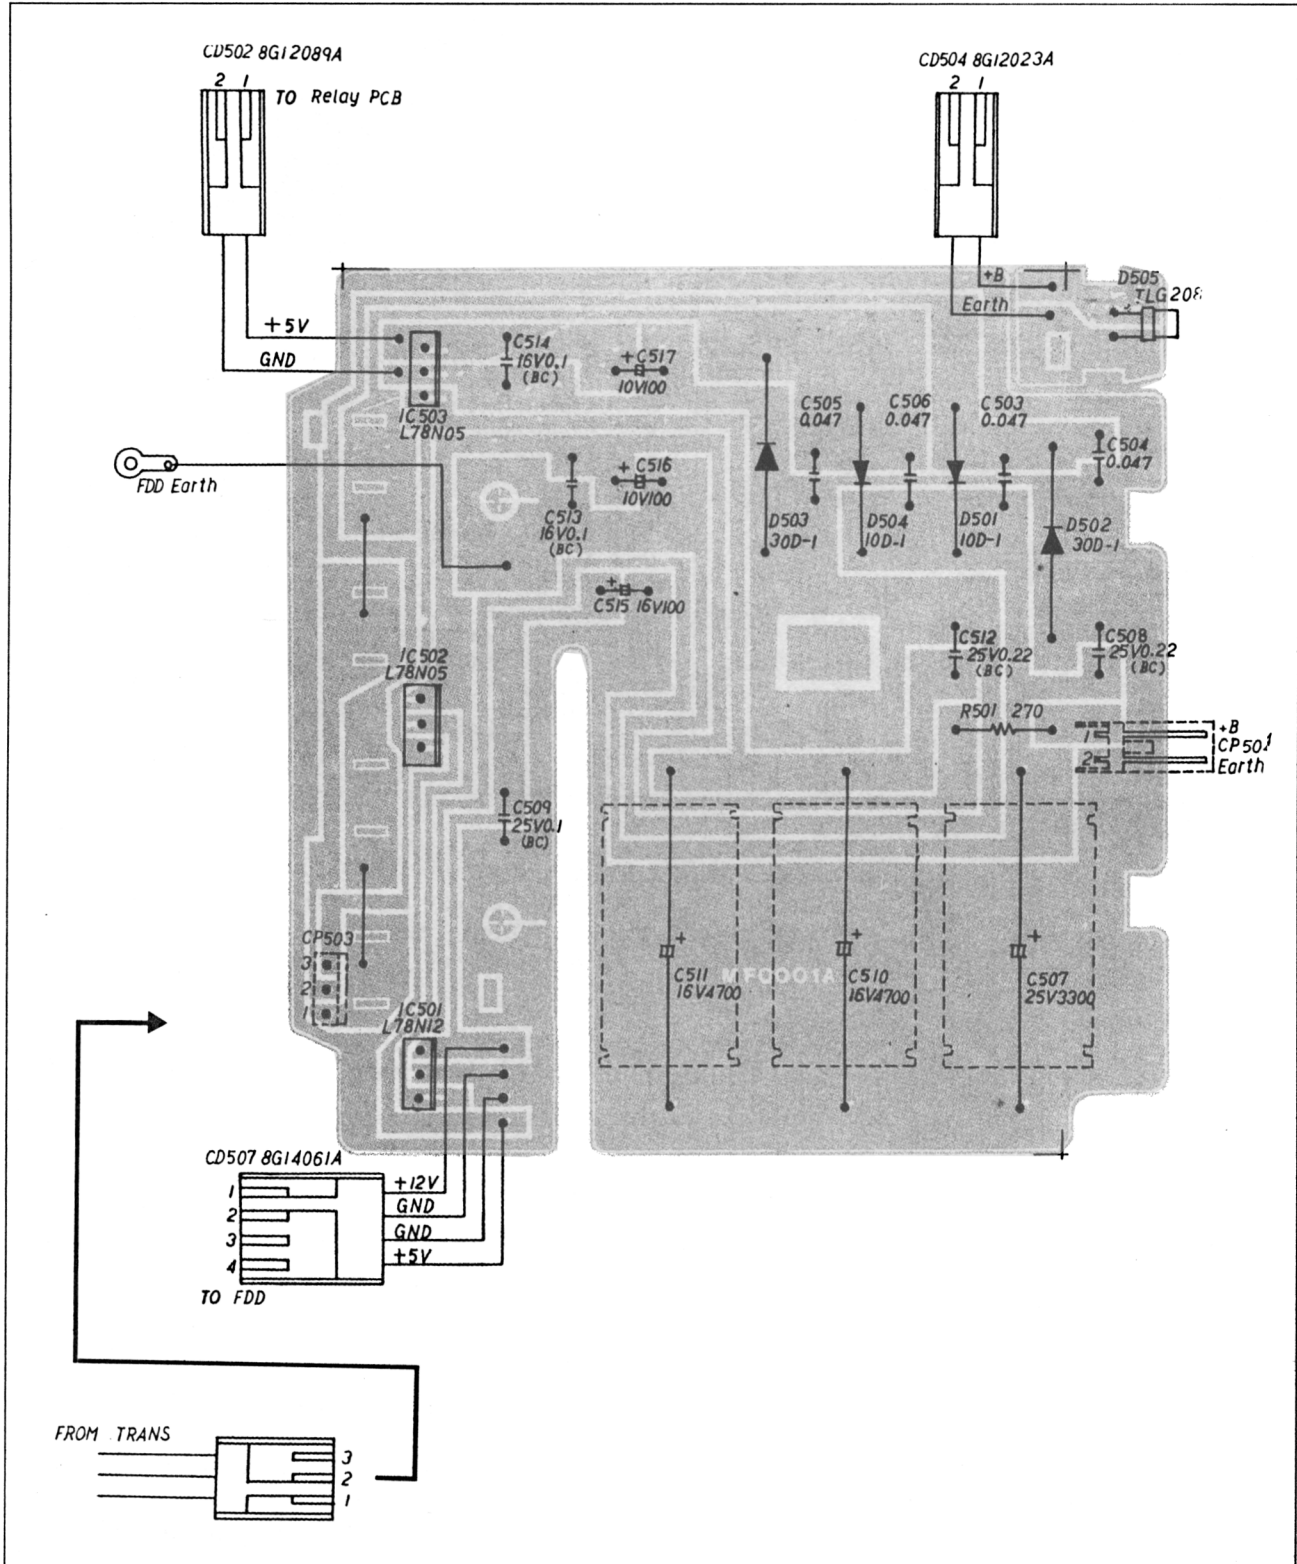 CD502 8G12089A
2 1
TO Relay PCB
CD504 8G12023A
2 1
+B
Earth
D505
TLG208
+5V
GND
IC503
L78N05
C514
16V0.1
(BC)
+ C517
10V100
C505
0.047
C506
0.047
C503
0.047
C504
0.047
FDD Earth
C513
16V0.1
(BC)
+ C516
10V100
D503
30D-1
D504
10D-1
D501
10D-1
D502
30D-1
+
C515 16V100
IC502
L78N05
C512
25V0.22
(BC)
C508
25V0.22
(BC)
R501 270
1
2
+B
CP501
Earth
C509
25V0.1
(BC)
CP503
3
2
1
IC501
L78N12
+
C511
16V4700
MF0001A
+
C510
16V4700
+
C507
25V3300
CD507 8G14061A
1
2
3
4
+12V
GND
GND
+5V
TO FDD
FROM TRANS
3
2
1